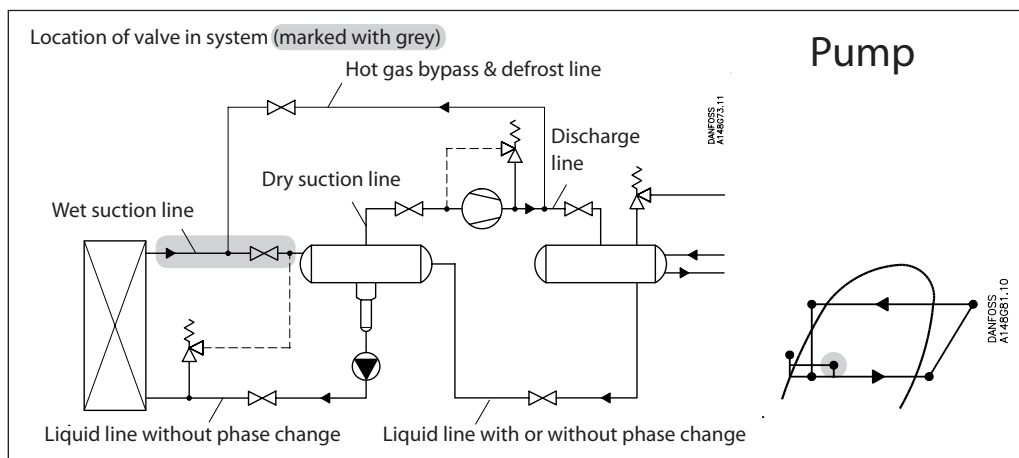 Location of valve in system (marked with grey)
Pump
Hot gas bypass & defrost line
DANFOSS
A148G73.11
Discharge
line
Dry suction line
Wet suction line
DANFOSS
A148G81.10
Liquid line without phase change
Liquid line with or without phase change